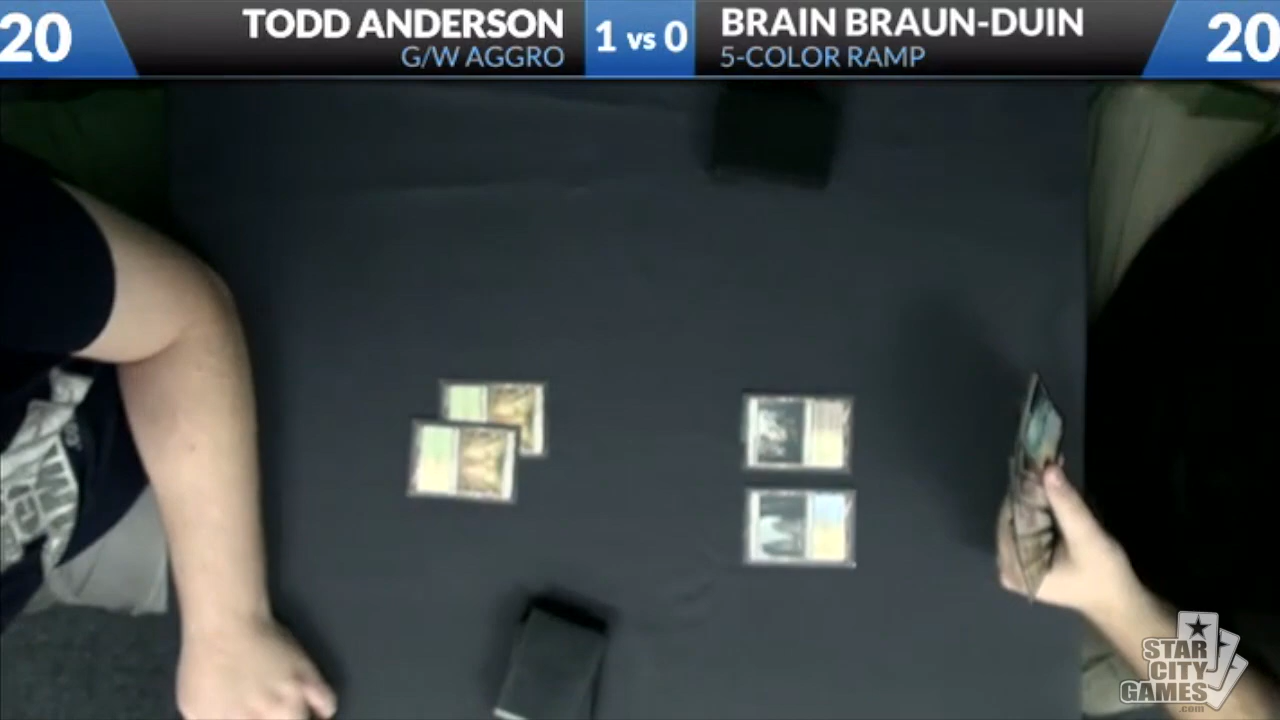 20
TODD ANDERSON
G/W AGGRO
1 vs 0
BRAIN BRAUN-DUIN
5-COLOR RAMP
20
STAR
CITY
GAMES
.com